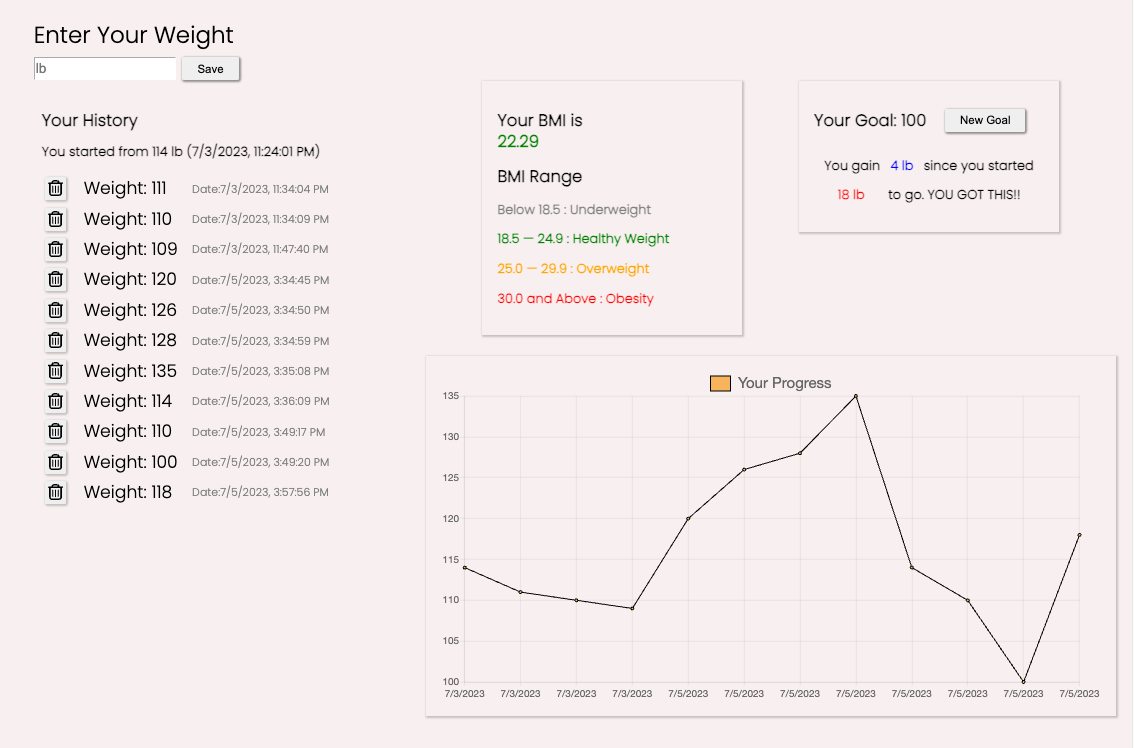 Enter Your Weight
lb
Save
Your History
You started from 114 lb (7/3/2023, 11:24:01 PM)
Weight: 111 Date:7/3/2023, 11:34:04 PM
Weight: 110 Date:7/3/2023, 11:34:09 PM
Weight: 109 Date:7/3/2023, 11:47:40 PM
Weight: 120 Date:7/5/2023, 3:34:45 PM
Weight: 126 Date:7/5/2023, 3:34:50 PM
Weight: 128 Date:7/5/2023, 3:34:59 PM
Weight: 135 Date:7/5/2023, 3:35:08 PM
Weight: 114 Date:7/5/2023, 3:36:09 PM
Weight: 110 Date:7/5/2023, 3:49:17 PM
Weight: 100 Date:7/5/2023, 3:49:20 PM
Weight: 118 Date:7/5/2023, 3:57:56 PM
Your BMI is
22.29
BMI Range
Below 18.5 : Underweight
18.5 — 24.9 : Healthy Weight
25.0 — 29.9 : Overweight
30.0 and Above : Obesity
Your Goal: 100
New Goal
You gain 4 lb since you started
18 lb to go. YOU GOT THIS!!
Your Progress
135
130
125
120
115
110
105
100
7/3/2023 7/3/2023 7/3/2023 7/3/2023 7/5/2023 7/5/2023 7/5/2023 7/5/2023 7/5/2023 7/5/2023 7/5/2023 7/5/2023